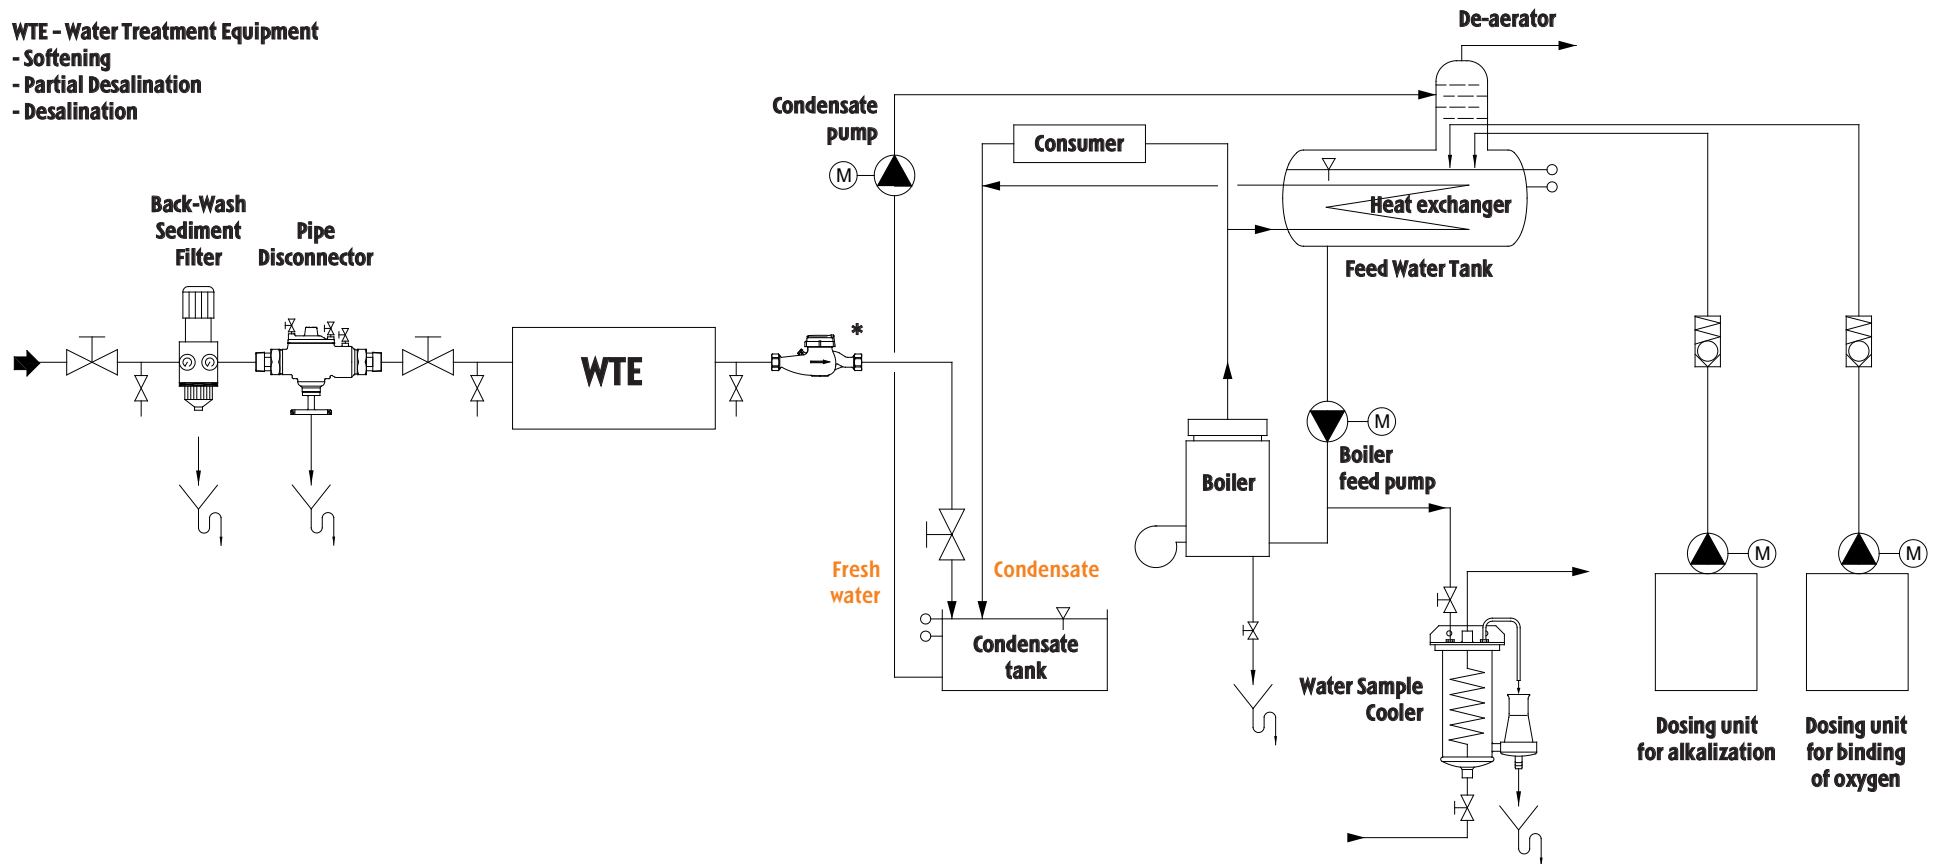 WTE - Water Treatment Equipment
- Softening
- Partial Desalination
- Desalination
De-aerator
Condensate
pump
M
Consumer
Heat exchanger
Feed Water Tank
Back-Wash
Sediment
Filter
Pipe
Disconnector
WTE
*
M
Boiler
feed pump
Boiler
Fresh
water
Condensate
Condensate
tank
Water Sample
Cooler
M
M
Dosing unit
for alkalization
Dosing unit
for binding
of oxygen